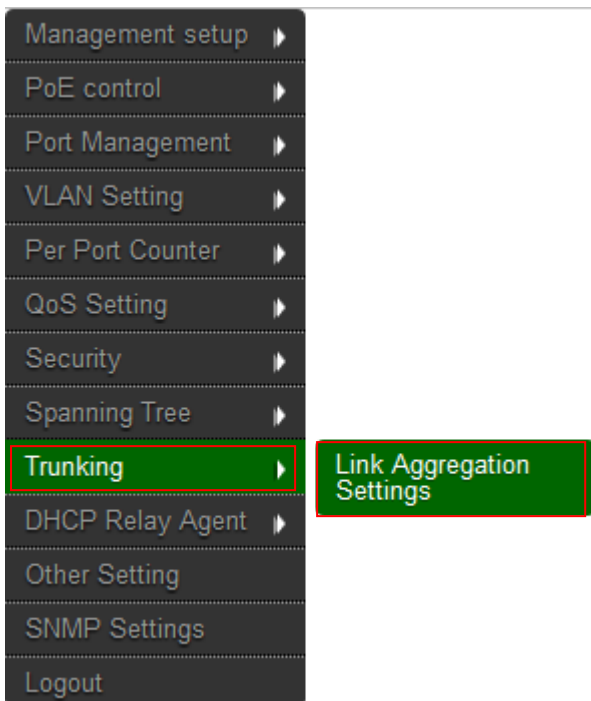 Management setup
PoE control
Port Management
VLAN Setting
Per Port Counter
QoS Setting
Security
Spanning Tree
Trunking
Link Aggregation
Settings
DHCP Relay Agent
Other Setting
SNMP Settings
Logout